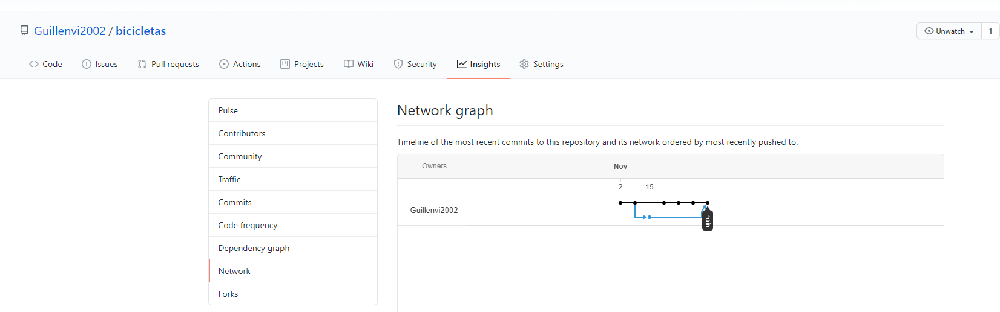 Guillenvi2002 / bicicletas
Unwatch 1
Code Issues Pull requests Actions Projects Wiki Security Insights Settings
Pulse
Contributors
Community
Traffic
Commits
Code frequency
Dependency graph
Network
Forks
Network graph
Timeline of the most recent commits to this repository and its network ordered by most recently pushed to.
Owners Nov
2 15
Guillenvi2002
main